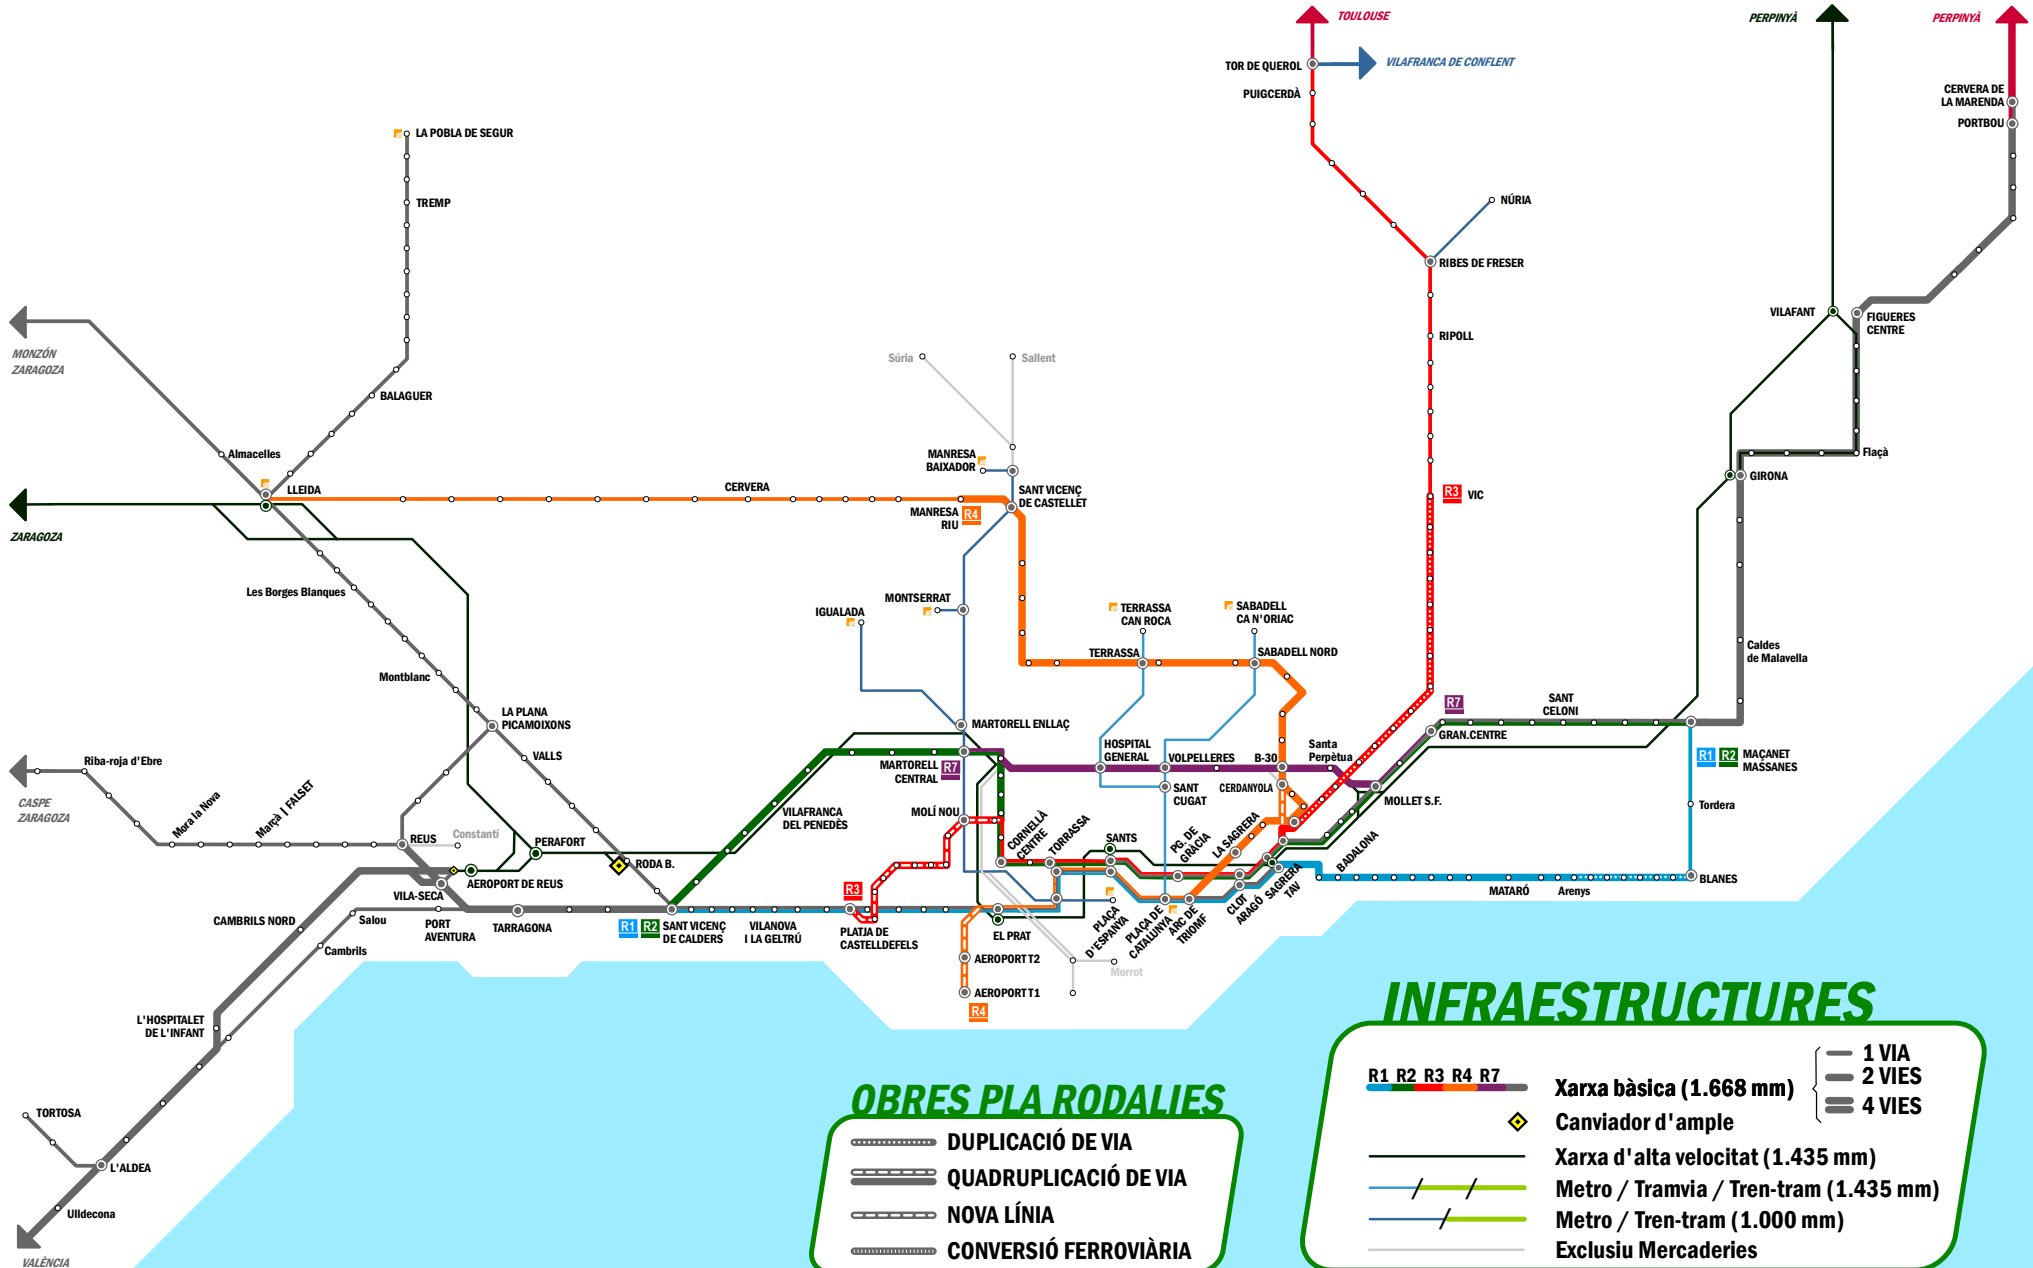 TOULOUSE
PERPINYÀ
PERPINYÀ
TOR DE QUEROL
VILAFRANCA DE CONFLENT
PUIGCERDÀ
CERVERA DE
LA MARENDA
PORTBOU
LA POBLA DE SEGUR
TREMP
NÚRIA
RIBES DE FRESER
VILAFANT
FIGUERES
CENTRE
RIPOLL
MONZÓN
ZARAGOZA
Súria
Sallent
BALAGUER
Almacelles
MANRESA
BAIXADOR
Flaçà
GIRONA
LLEIDA
CERVERA
SANT VICENÇ
DE CASTELLET
MANRESA
RIU
R4
R3
VIC
ZARAGOZA
Les Borges Blanques
MONTSERRAT
IGUALADA
TERRASSA
CAN ROCA
SABADELL
CA N'ORIAC
TERRASSA
SABADELL NORD
Caldes
de Malavella
Montblanc
LA PLANA
PICAMOIXONS
MARTORELL ENLLAÇ
R7
SANT
CELONI
GRAN.CENTRE
VALLS
HOSPITAL
GENERAL
VOLPELLERES
B-30
Santa
Perpètua
R1
R2
MAÇANET
MASSANES
Riba-roja d'Ebre
MARTORELL
CENTRAL
R7
SANT
CUGAT
CERDANYOLA
MOLLET S.F.
CASPE
ZARAGOZA
Mora la Nova
Marçà | FALSET
VILAFRANCA
DEL PENEDÈS
MOLÍ NOU
Tordera
REUS
Constantí
PERAFORT
CORNELLÀ
CENTRE
TORRASSA
SANTS
PG. DE
GRÀCIA
LA SAGRERA
BADALONA
RODA B.
AEROPORT DE REUS
VILA-SECA
R3
SAGRERA
TAV
MATARÓ
Arenys
BLANES
CAMBRILS NORD
Salou
PORT
AVENTURA
TARRAGONA
R1
R2
SANT VICENÇ
DE CALDERS
VILANOVA
I LA GELTRÚ
PLATJA DE
CASTELLDEFELS
EL PRAT
PLAÇA
D'ESPANYA
PLAÇA DE
CATALUNYA
ARC DE
TRIOMF
CLOT
ARAGÓ
Cambrils
AEROPORT T2
Morrot
AEROPORT T1
R4
L'HOSPITALET
DE L'INFANT
TORTOSA
L'ALDEA
Ulldecona
VALÈNCIA
OBRES PLA RODALIES
DUPLICACIÓ DE VIA
QUADRUPLICACIÓ DE VIA
NOVA LÍNIA
CONVERSIÓ FERROVIÀRIA
INFRAESTRUCTURES
R1 R2 R3 R4 R7
Xarxa bàsica (1.668 mm)
1 VIA
2 VIES
4 VIES
Canviador d'ample
Xarxa d'alta velocitat (1.435 mm)
Metro / Tramvia / Tren-tram (1.435 mm)
Metro / Tren-tram (1.000 mm)
Exclusiu Mercaderies